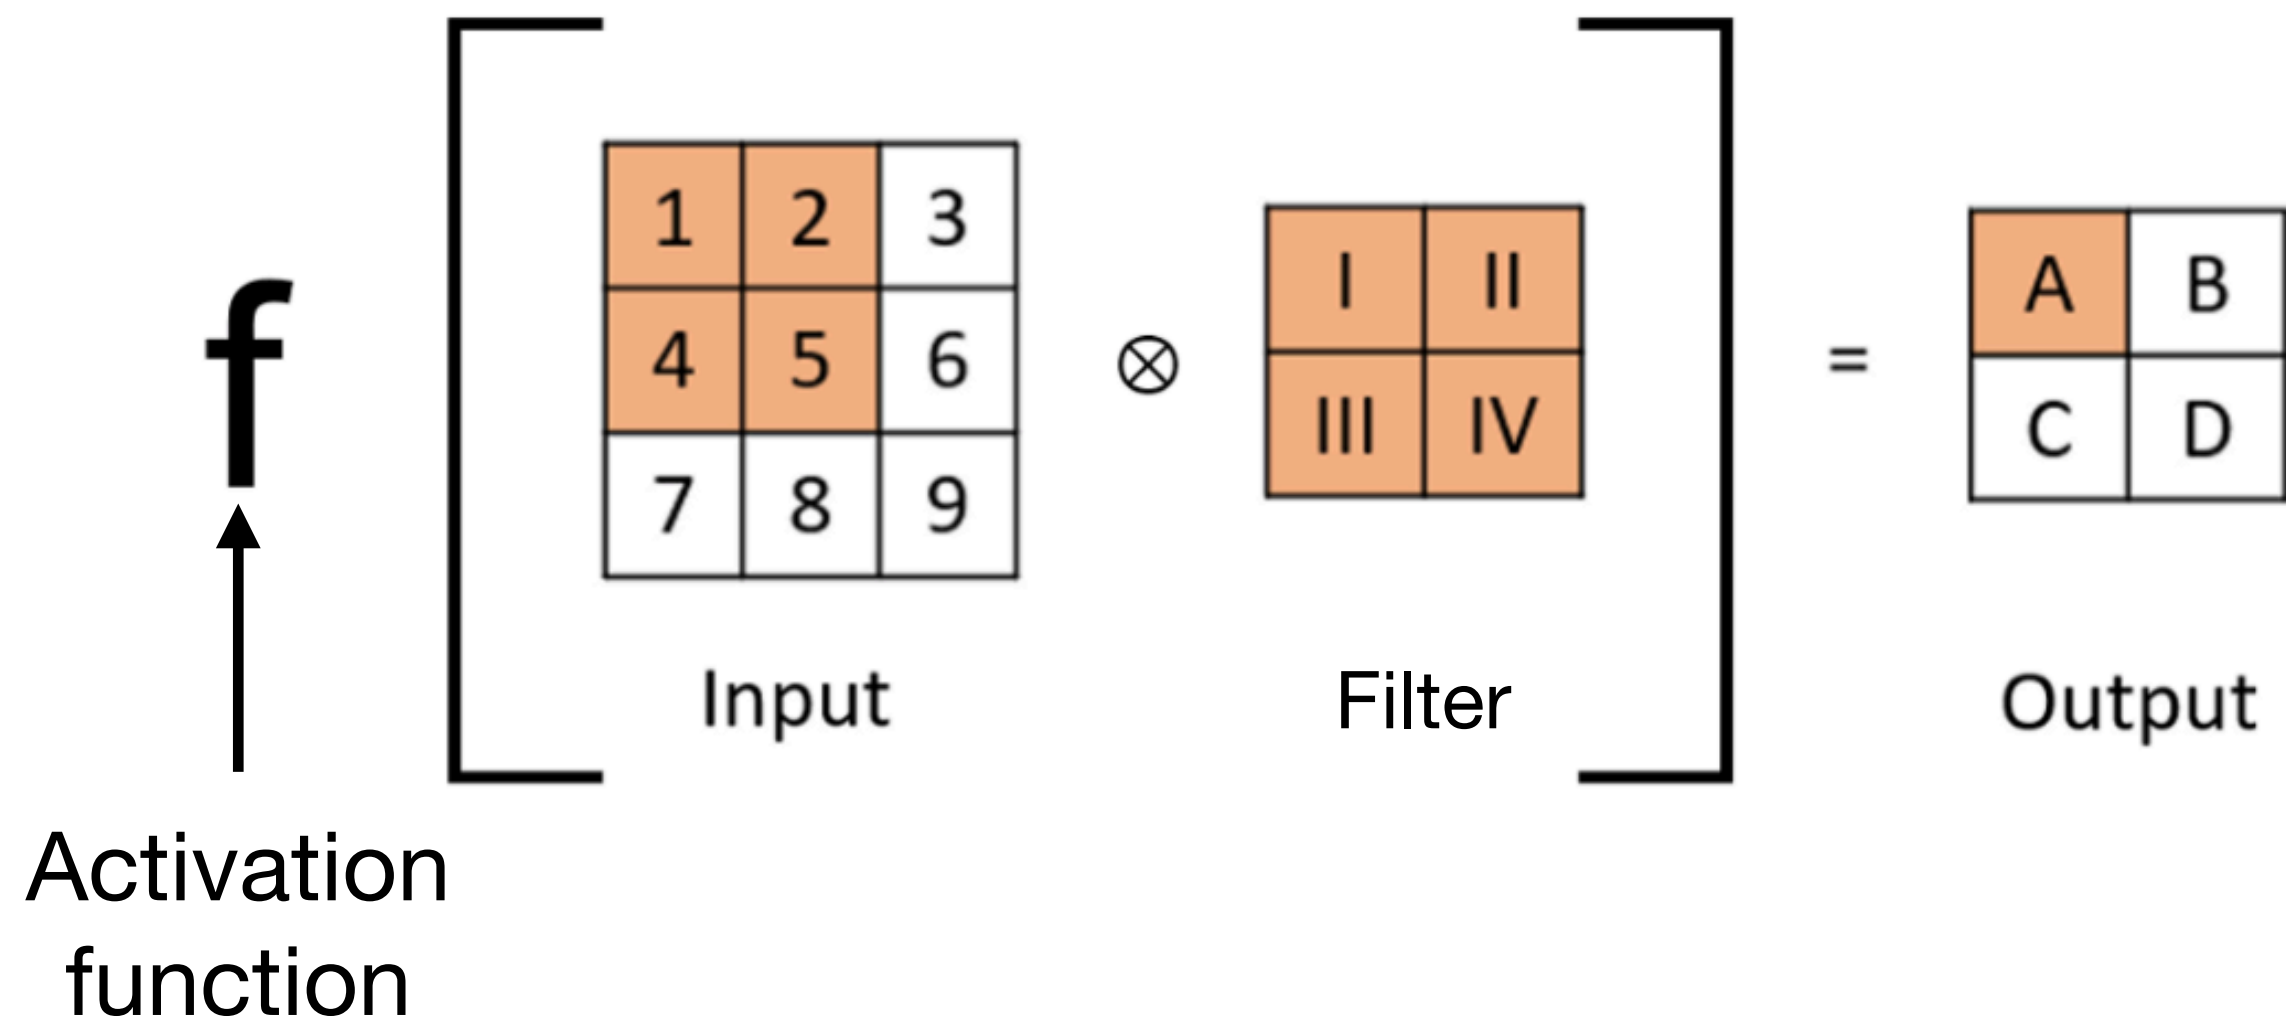 1 2 3
4 5 6
7 8 9
f
⊗
I II
III IV
=
A B
C D
Input
Filter
Output
Activation
function